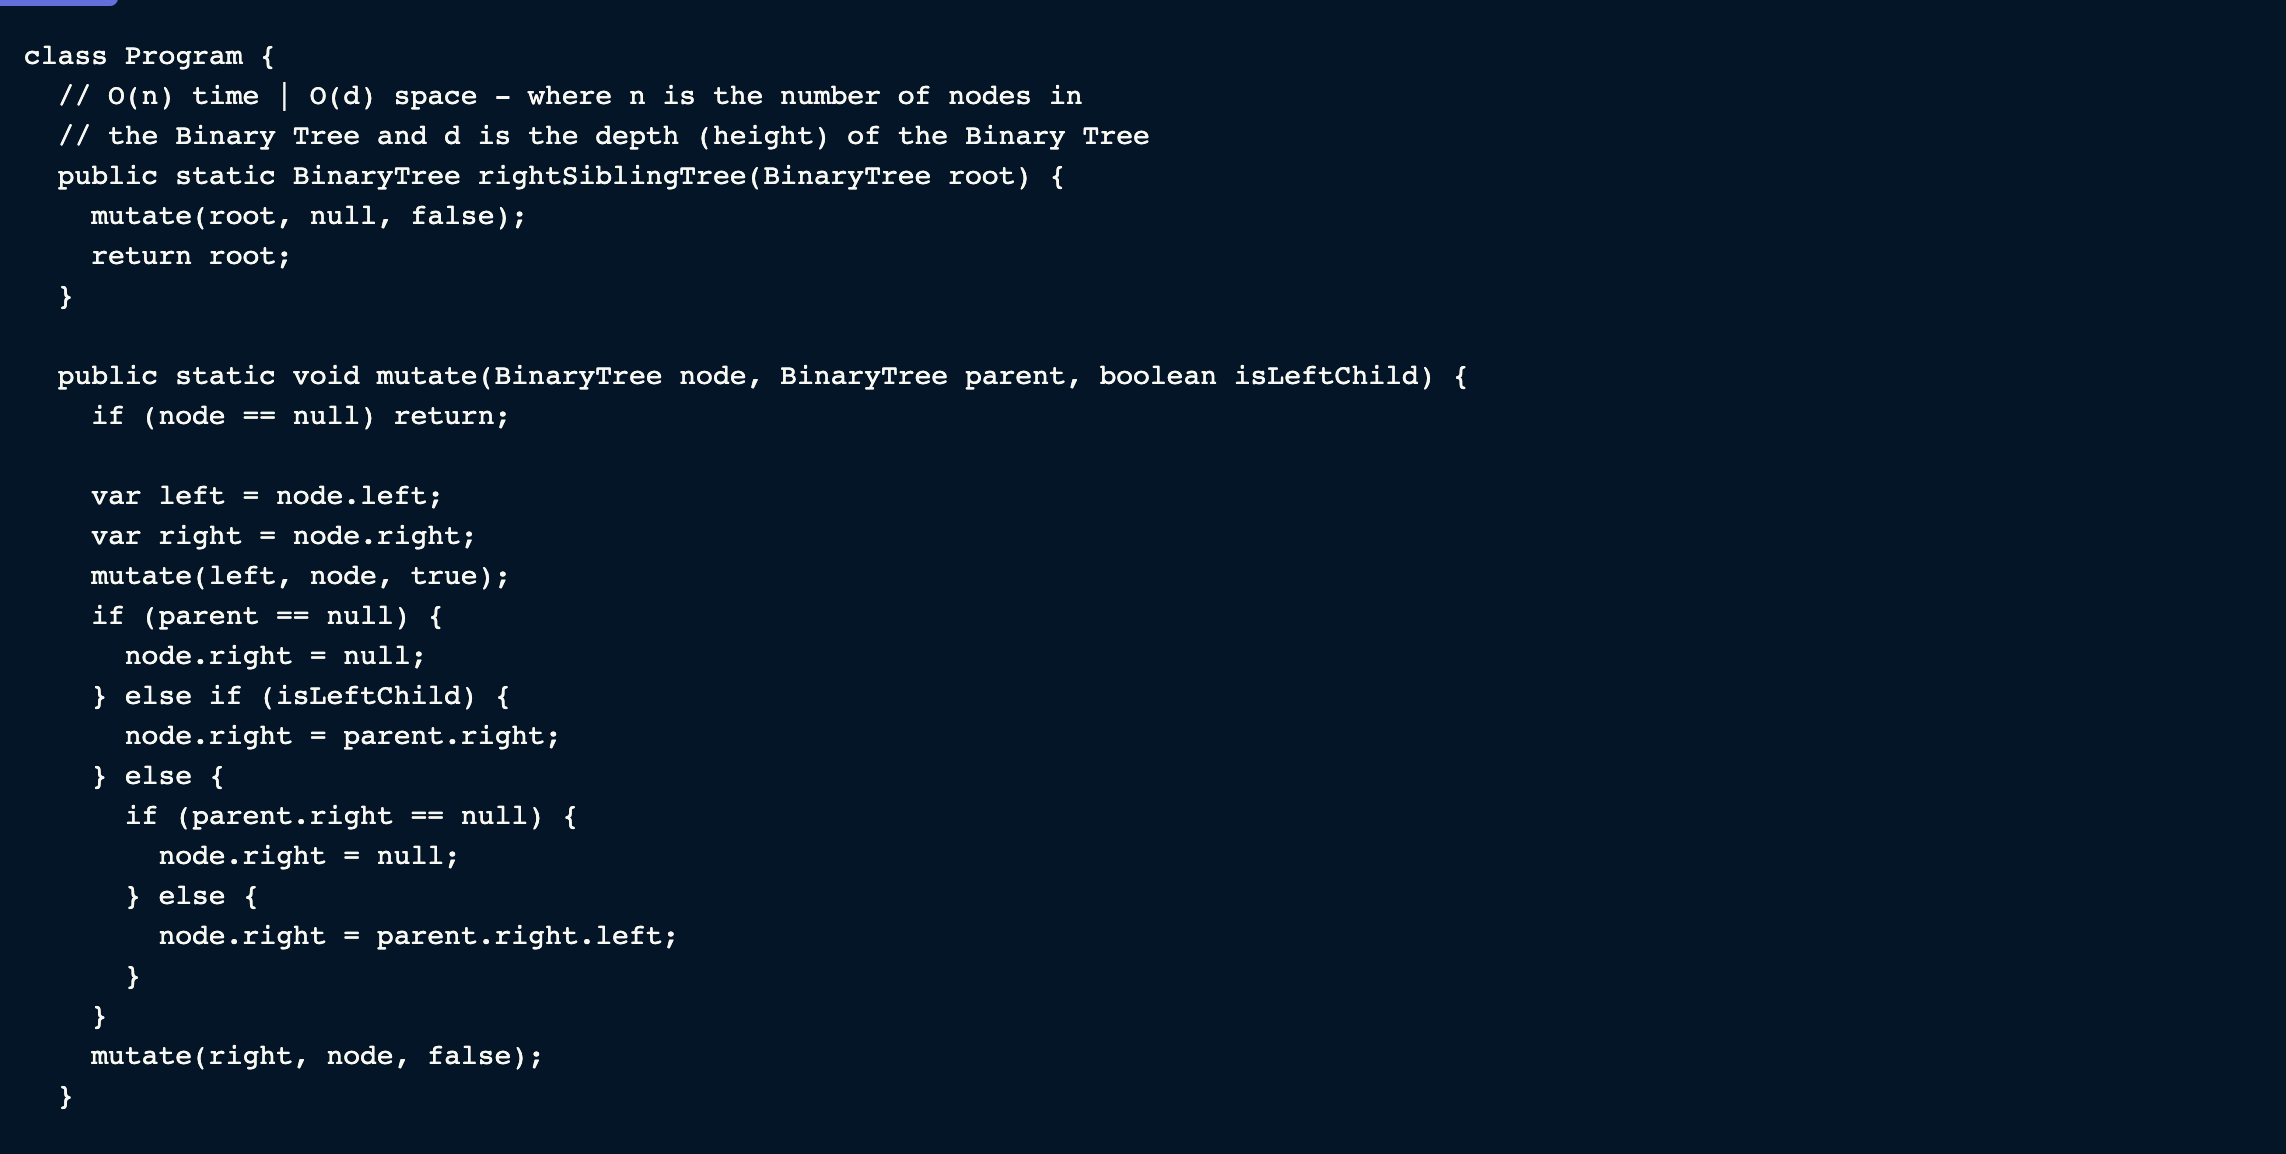 class Program {
  // O(n) time | O(d) space – where n is the number of nodes in
  // the Binary Tree and d is the depth (height) of the Binary Tree
  public static BinaryTree rightSiblingTree(BinaryTree root) {
    mutate(root, null, false);
    return root;
  }

  public static void mutate(BinaryTree node, BinaryTree parent, boolean isLeftChild) {
    if (node == null) return;

    var left = node.left;
    var right = node.right;
    mutate(left, node, true);
    if (parent == null) {
      node.right = null;
    } else if (isLeftChild) {
      node.right = parent.right;
    } else {
      if (parent.right == null) {
        node.right = null;
      } else {
        node.right = parent.right.left;
      }
    }
    mutate(right, node, false);
  }